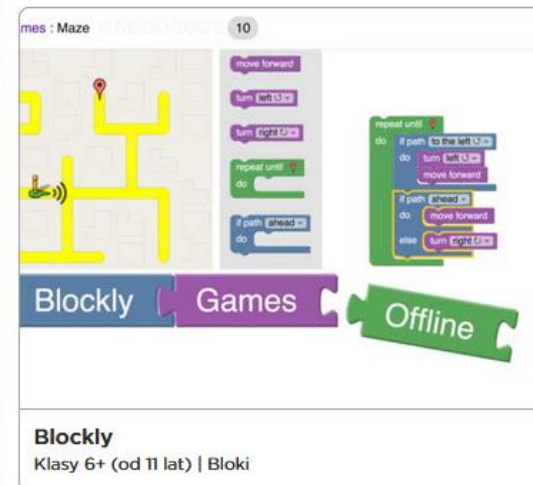 mes : Maze 10
move forward
turn left ↺ ▾
turn right ↻ ▾
repeat until
do
if path ahead ▾
do
repeat until
do if path to the left ↺ ▾
do turn left ↺ ▾
move forward
if path ahead ▾
do move forward
else turn right ↻ ▾
Blockly Games Offline
Blockly
Klasy 6+ (od 11 lat) | Bloki